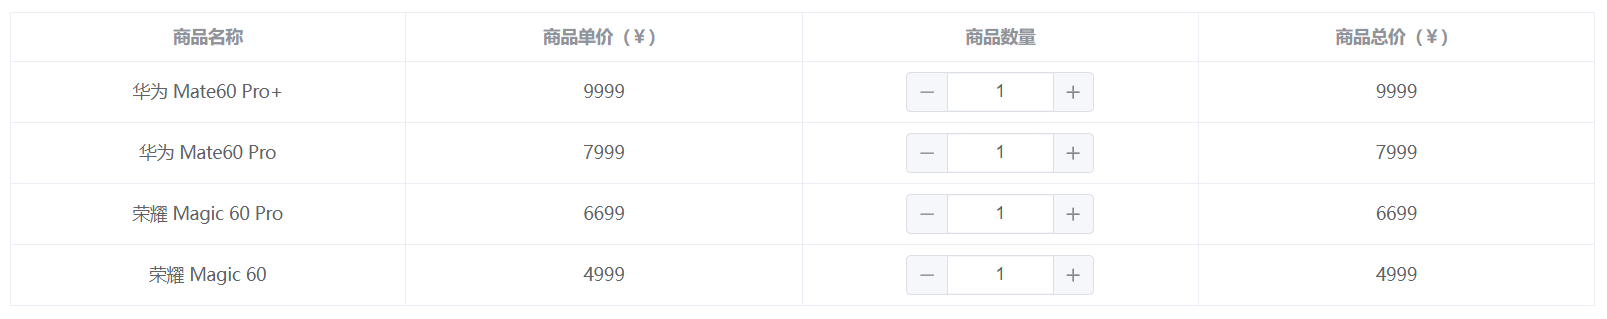 商品名称 商品单价（¥） 商品数量 商品总价（¥）
华为 Mate60 Pro+ 9999 1 9999
华为 Mate60 Pro 7999 1 7999
荣耀 Magic 60 Pro 6699 1 6699
荣耀 Magic 60 4999 1 4999